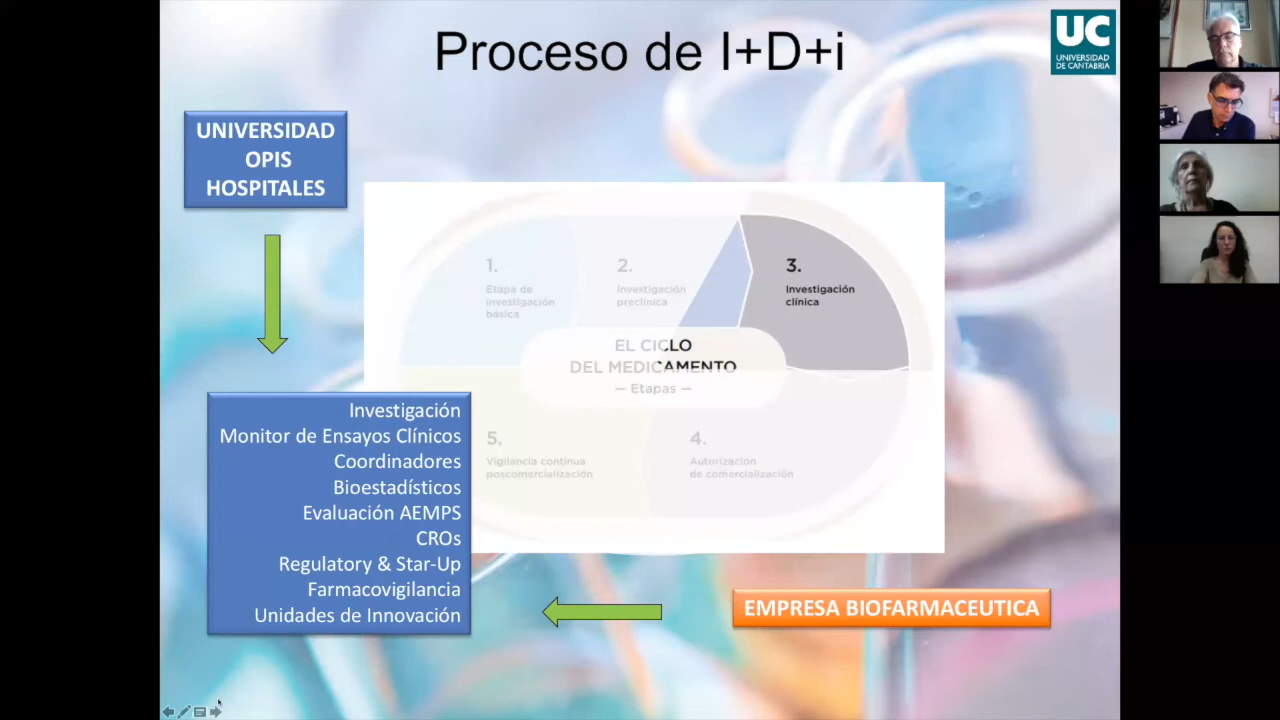 Proceso de I+D+i
UC
UNIVERSIDAD
DE CANTABRIA
UNIVERSIDAD
OPIS
HOSPITALES
1.
Etapa de
investigación
básica
2.
Investigación
preclínica
3.
Investigación
clínica
EL CICLO
DEL MEDICAMENTO
— Etapas —
5.
Vigilancia continua
poscomercialización
4.
Autorización
de comercialización
Investigación
Monitor de Ensayos Clínicos
Coordinadores
Bioestadísticos
Evaluación AEMPS
CROs
Regulatory & Star-Up
Farmacovigilancia
Unidades de Innovación
EMPRESA BIOFARMACEUTICA